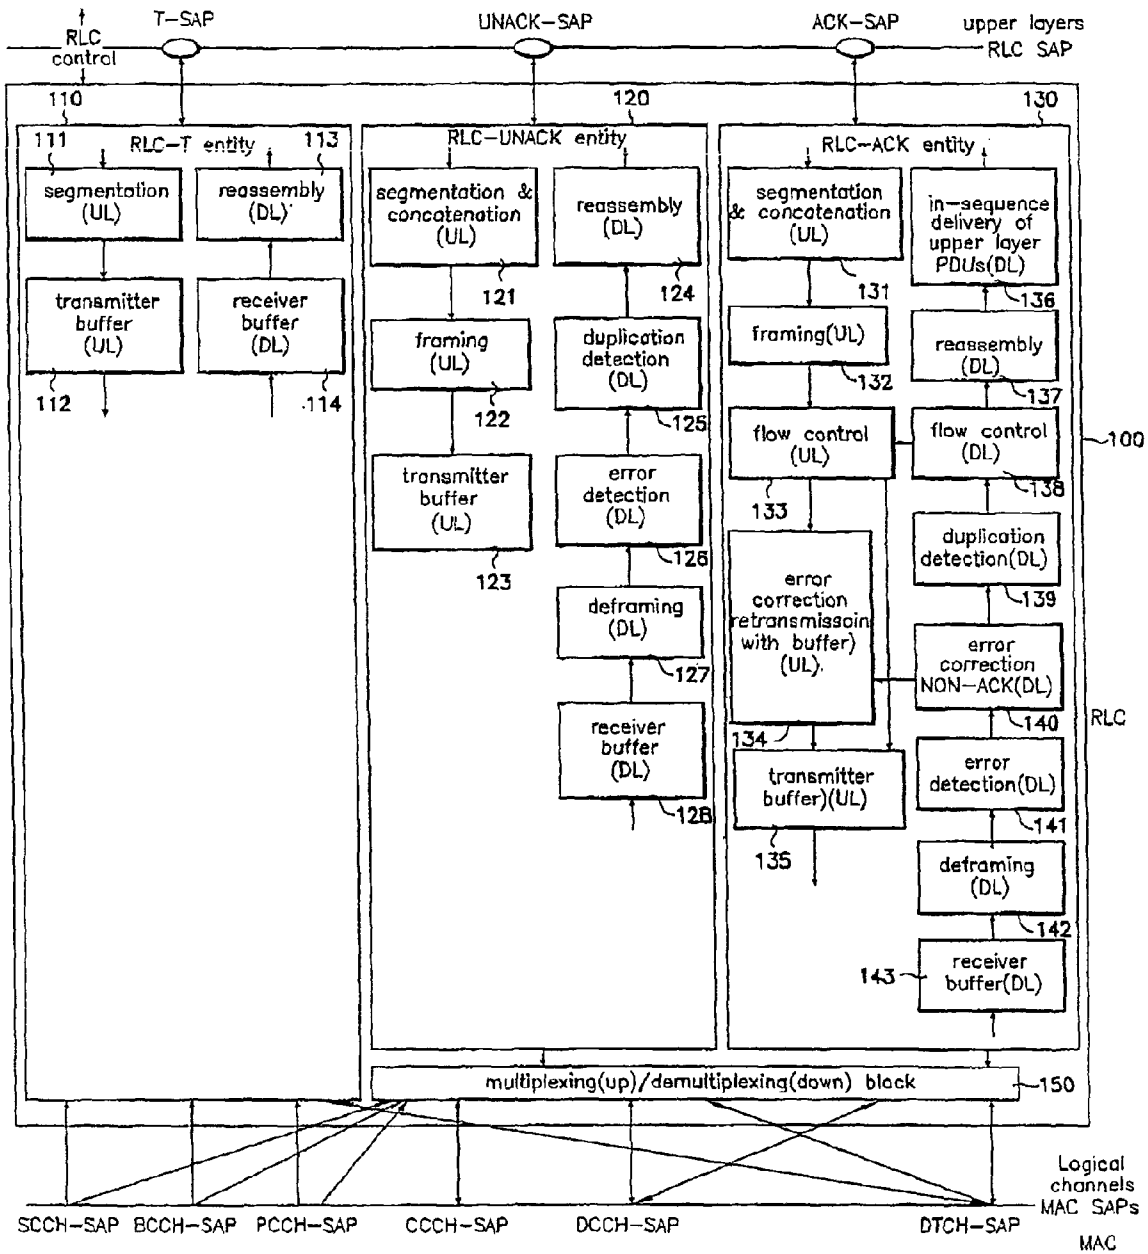 T-SAP
UNACK-SAP
ACK-SAP
upper layers
RLC SAP
RLC
control
110
120
130
RLC-T entity
111
113
segmentation
(UL)
reassembly
(DL)
transmitter
buffer
(UL)
receiver
buffer
(DL)
112
114
RLC-UNACK entity
segmentation &
concatenation
(UL)
121
framing
(UL)
122
transmitter
buffer
(UL)
123
reassembly
(DL)
124
duplication
detection
(DL)
125
error
detection
(DL)
126
deframing
(DL)
127
receiver
buffer
(DL)
128
RLC-ACK entity
segmentation
& concatenation
(UL)
131
framing(UL)
132
flow control
(UL)
133
error
correction
retransmissoin
with buffer)
(UL).
134
transmitter
buffer)(UL)
135
in-sequence
delivery of
upper layer
PDUs(DL)
136
reassembly
(DL)
137
flow control
(DL)
138
duplication
detection(DL)
139
error
correction
NON-ACK(DL)
140
error
detection(DL)
141
deframing
(DL)
142
143
receiver
buffer(DL)
100
RLC
multiplexing(up)/demultiplexing(down) block
150
Logical
channels
MAC SAPs
MAC
SCCH-SAP
BCCH-SAP
PCCH-SAP
CCCH-SAP
DCCH-SAP
DTCH-SAP